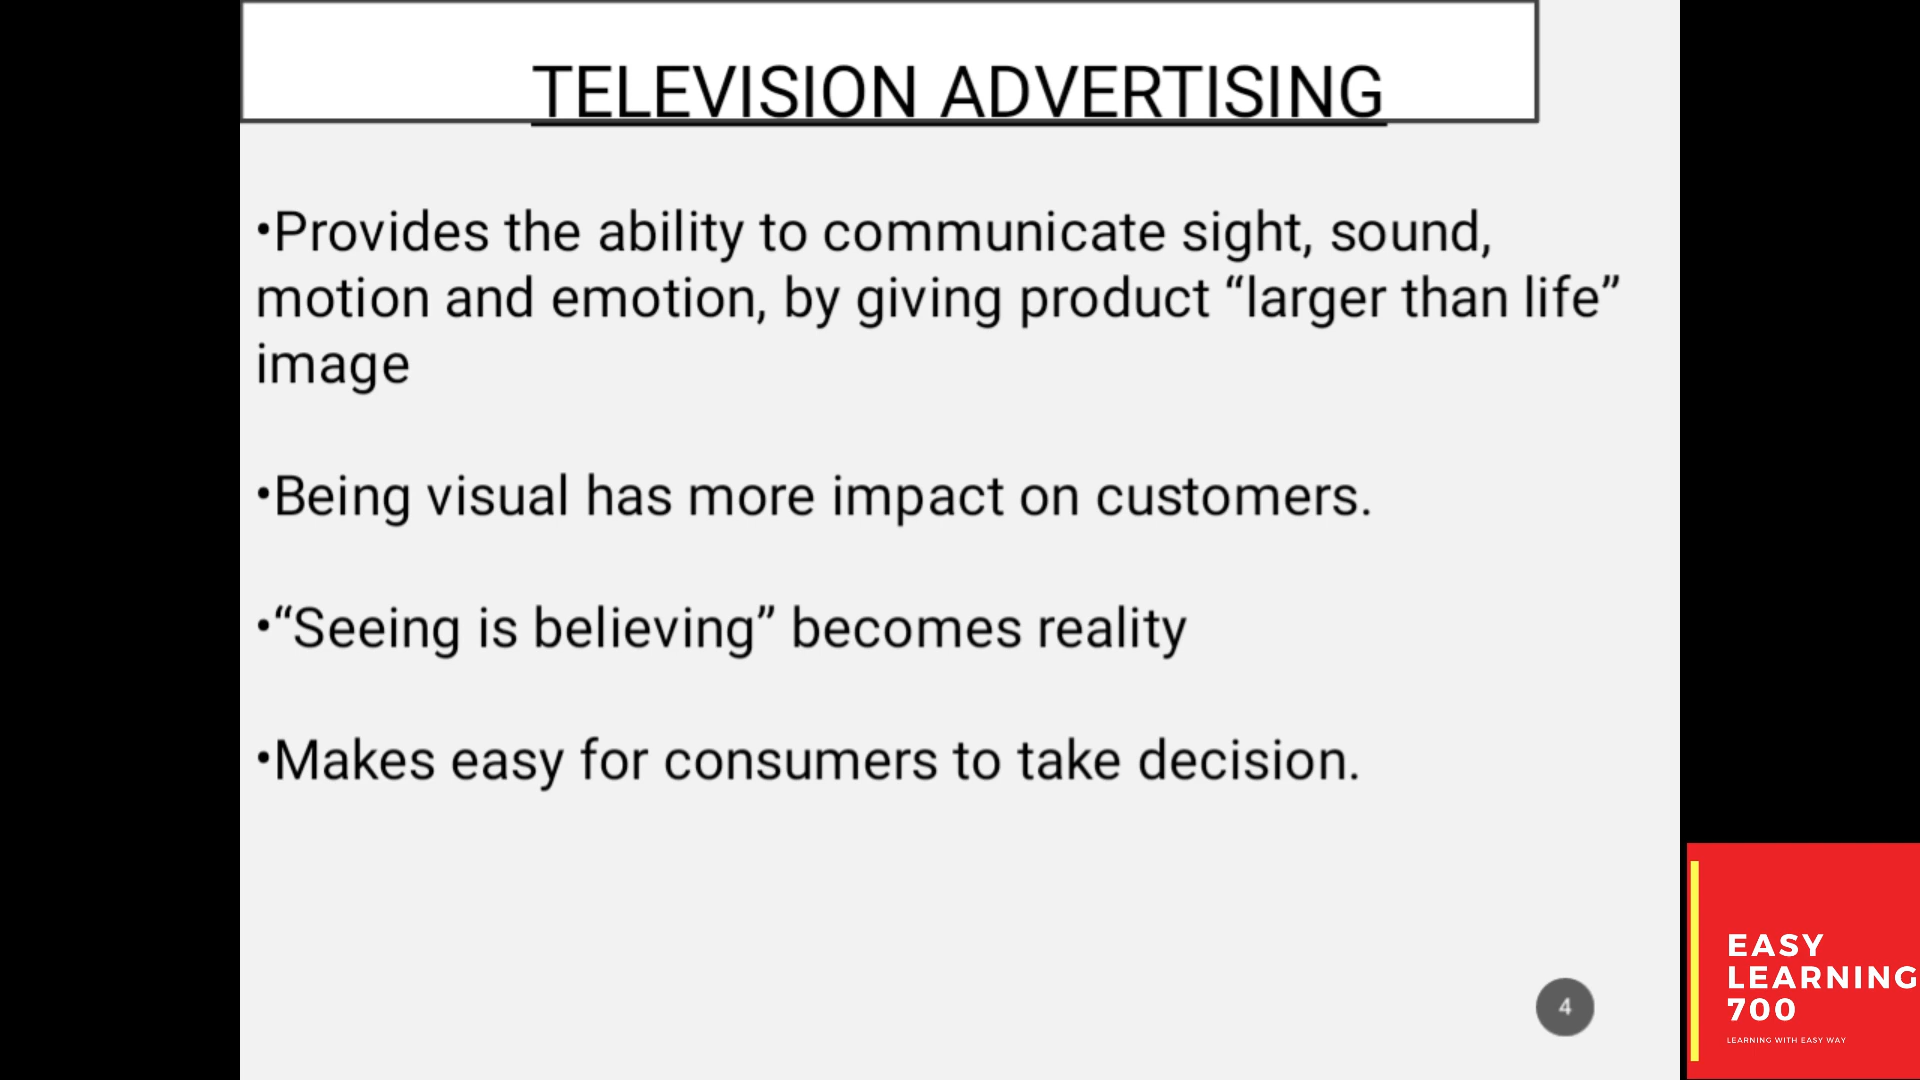 TELEVISION ADVERTISING
•Provides the ability to communicate sight, sound,
motion and emotion, by giving product “larger than life”
image
•Being visual has more impact on customers.
•“Seeing is believing” becomes reality
•Makes easy for consumers to take decision.
4
EASY
LEARNING
700
LEARNING WITH EASY WAY